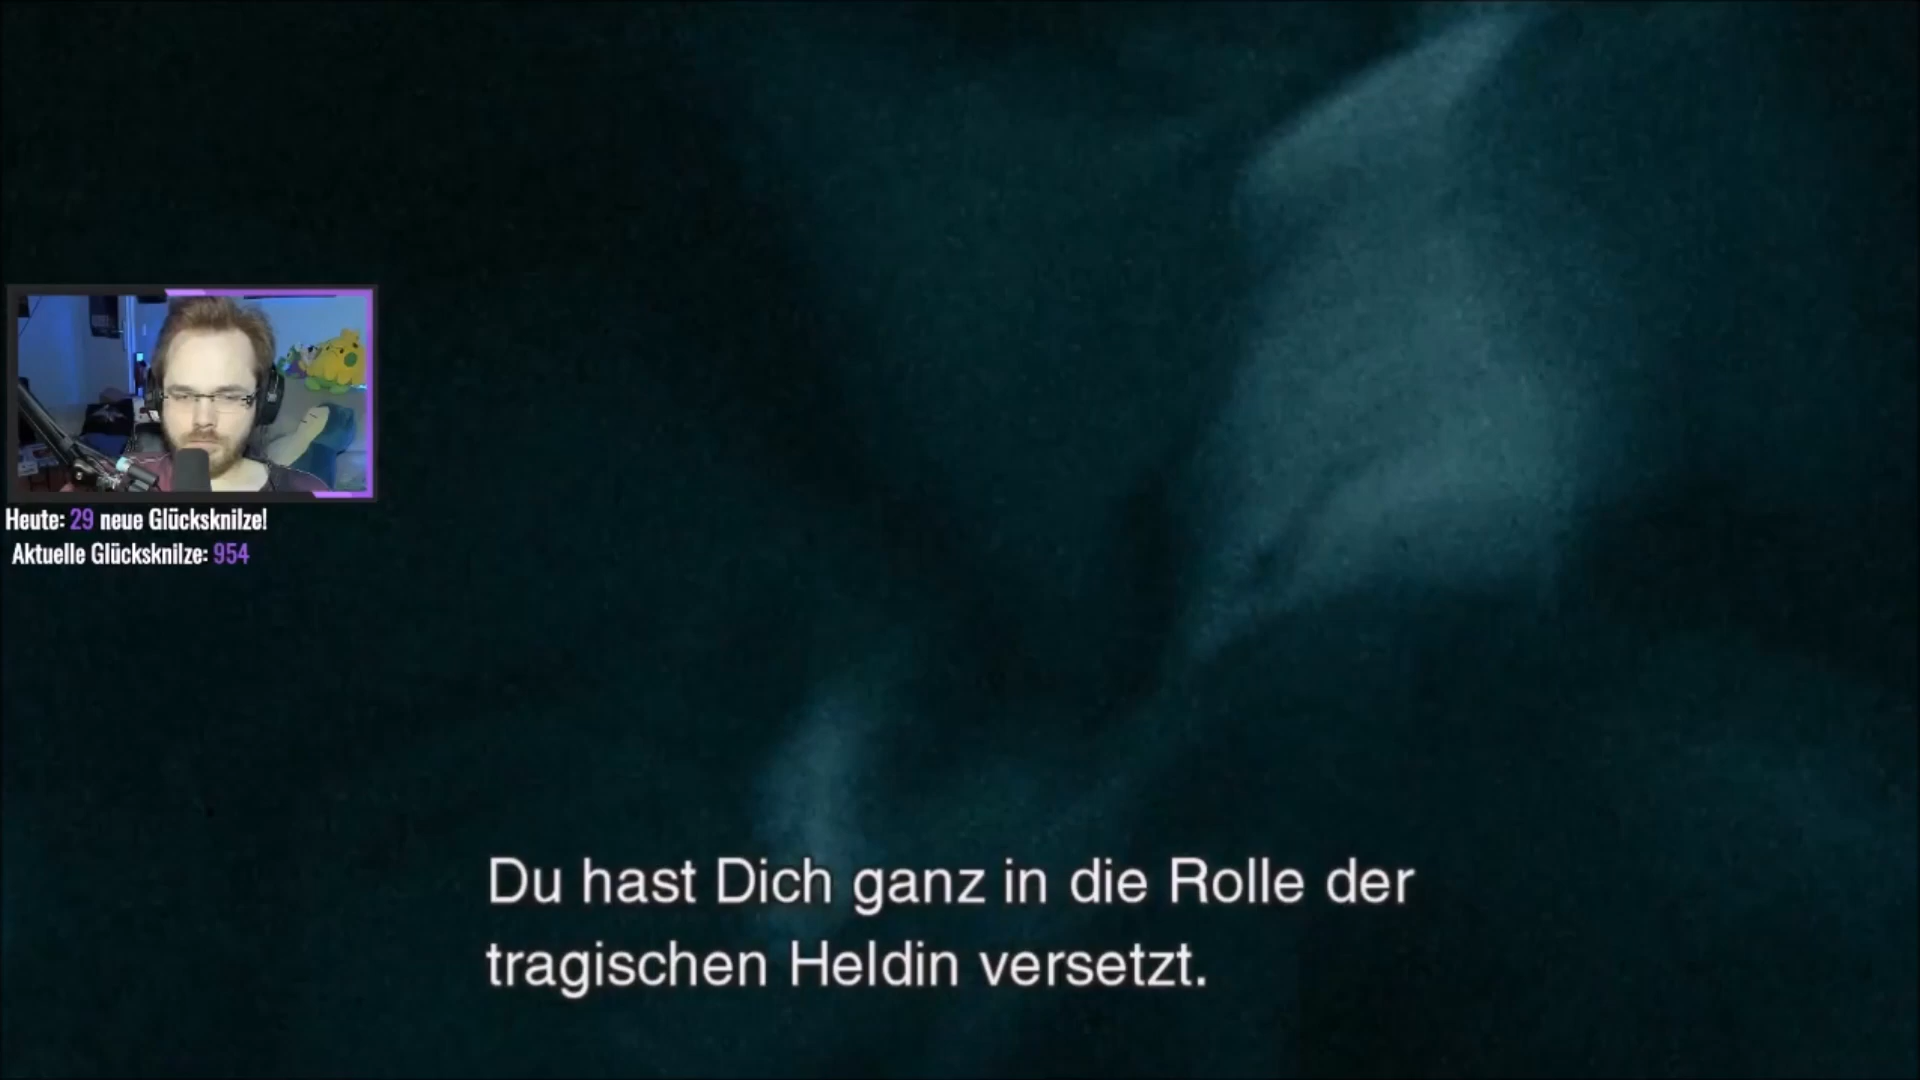 Heute: 29 neue Glücksknilze!
Aktuelle Glücksknilze: 954
Du hast Dich ganz in die Rolle der
tragischen Heldin versetzt.